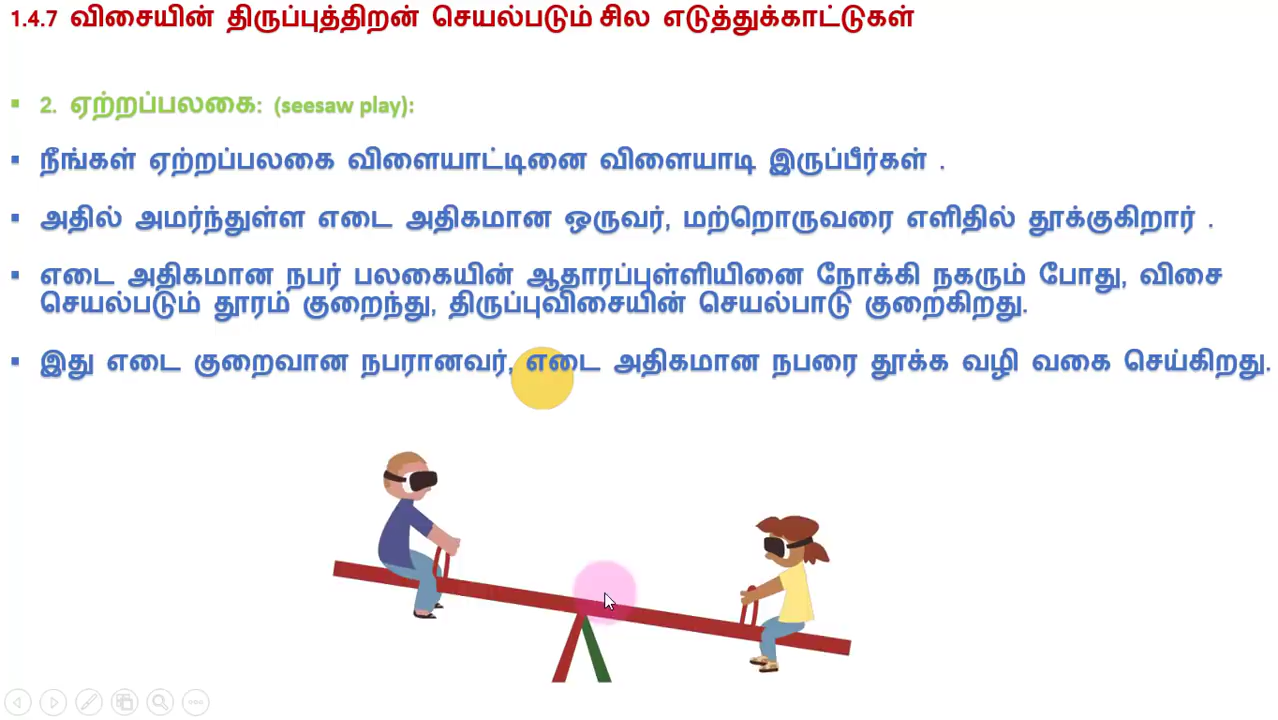 1.4.7 விசையின் திருப்புத்திறன் செயல்படும் சில எடுத்துக்காட்டுகள்
2. ஏற்றப்பலகை: (seesaw play):
நீங்கள் ஏற்றப்பலகை விளையாட்டினை விளையாடி இருப்பீர்கள் .
அதில் அமர்ந்துள்ள எடை அதிகமான ஒருவர், மற்றொருவரை எளிதில் தூக்குகிறார் .
எடை அதிகமான நபர் பலகையின் ஆதாரப்புள்ளியினை நோக்கி நகரும் போது, விசை
செயல்படும் தூரம் குறைந்து, திருப்புவிசையின் செயல்பாடு குறைகிறது.
இது எடை குறைவான நபரானவர், எடை அதிகமான நபரை தூக்க வழி வகை செய்கிறது.